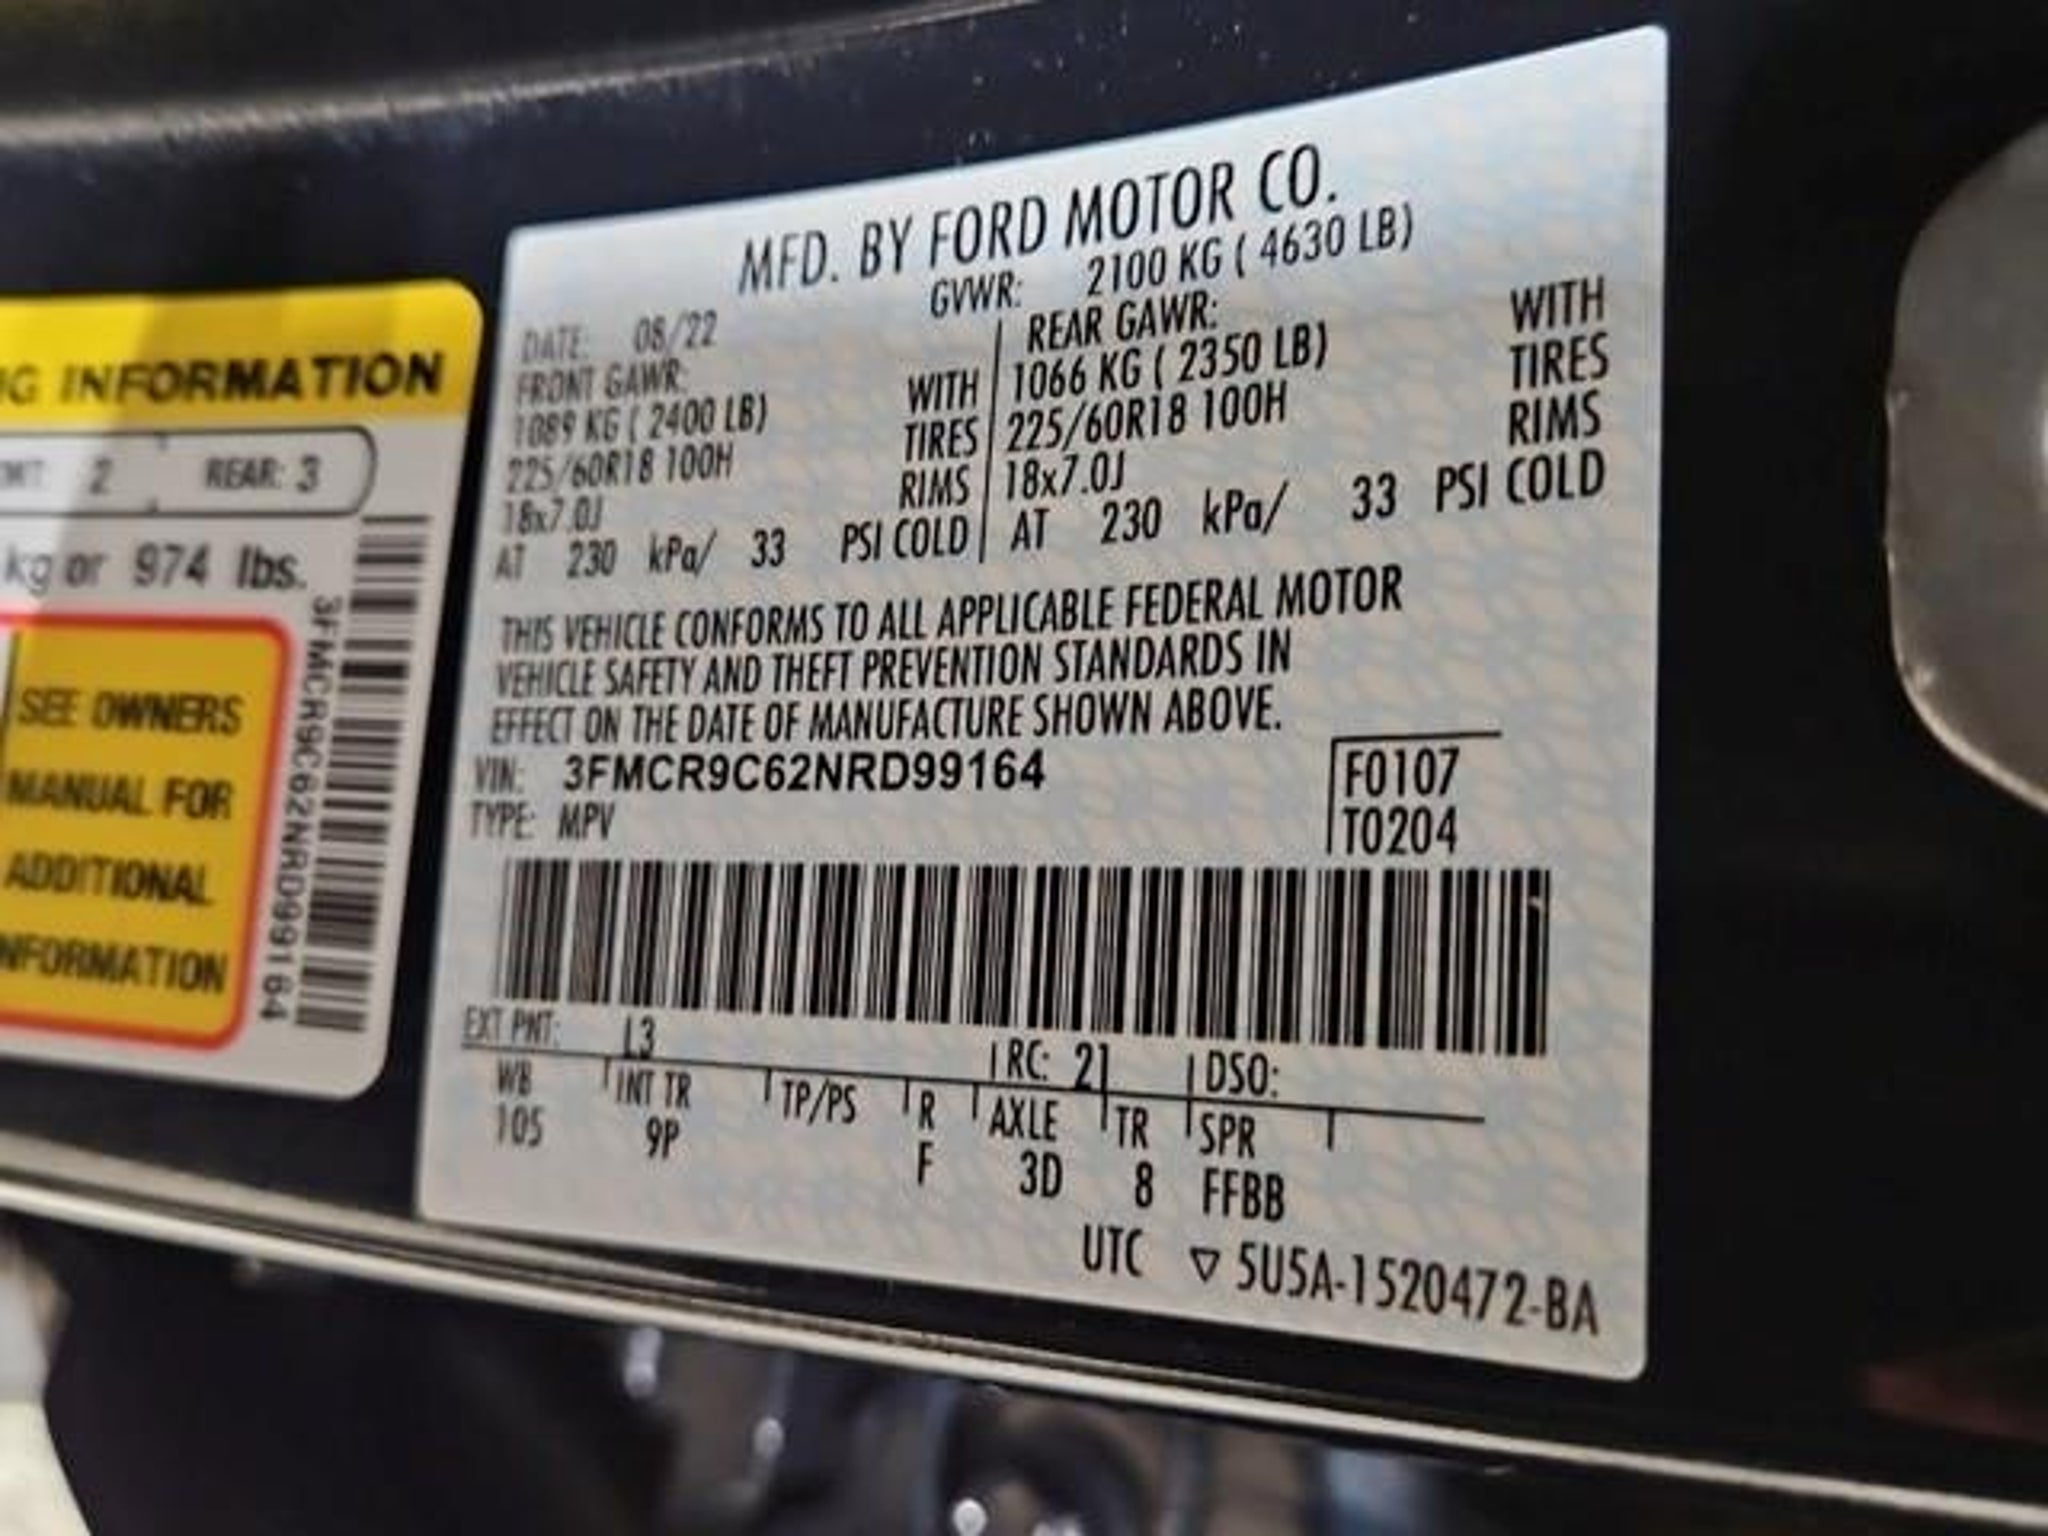 MFD. BY FORD MOTOR CO.
DATE: 08/22 GVWR: 2100 KG ( 4630 LB)
FRONT GAWR: REAR GAWR: WITH
1089 KG ( 2400 LB) WITH 1066 KG ( 2350 LB) TIRES
225/60R18 100H TIRES 225/60R18 100H RIMS
18x7.0J RIMS 18x7.0J
AT 230 kPa/ 33 PSI COLD AT 230 kPa/ 33 PSI COLD
THIS VEHICLE CONFORMS TO ALL APPLICABLE FEDERAL MOTOR
VEHICLE SAFETY AND THEFT PREVENTION STANDARDS IN
EFFECT ON THE DATE OF MANUFACTURE SHOWN ABOVE.
VIN: 3FMCR9C62NRD99164 F0107
TYPE: MPV T0204
EXT PNT: L3 RC: 21 DSO:
WB INT TR TP/PS R AXLE TR SPR
105 9P F 3D 8 FFBB
UTC ▽ 5U5A-1520472-BA
INFORMATION
2 REAR: 3
kg or 974 lbs.
SEE OWNERS
MANUAL FOR
ADDITIONAL
INFORMATION
3FMCR9C62NRD99164